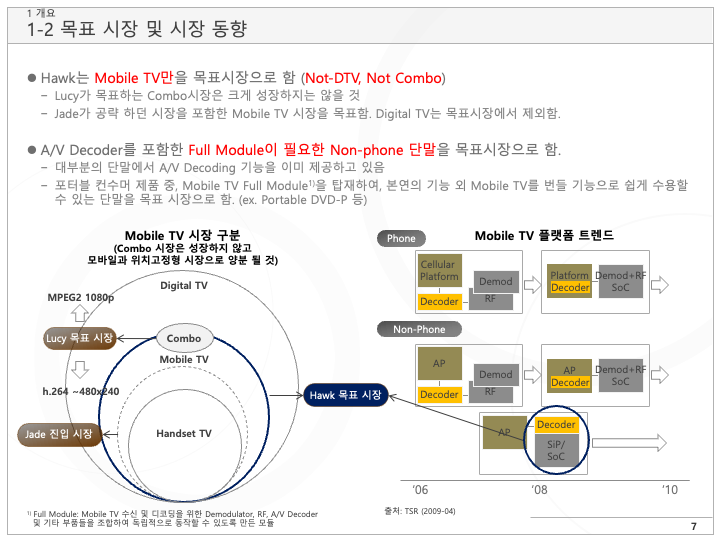 1 개요
1-2 목표 시장 및 시장 동향
● Hawk는 Mobile TV만을 목표시장으로 함 (Not-DTV, Not Combo)
– Lucy가 목표하는 Combo시장은 크게 성장하지는 않을 것
– Jade가 공략 하던 시장을 포함한 Mobile TV 시장을 목표함. Digital TV는 목표시장에서 제외함.
● A/V Decoder를 포함한 Full Module이 필요한 Non-phone 단말을 목표시장으로 함.
– 대부분의 단말에서 A/V Decoding 기능을 이미 제공하고 있음
– 포터블 컨수머 제품 중, Mobile TV Full Module¹⁾을 탑재하여, 본연의 기능 외 Mobile TV를 번들 기능으로 쉽게 수용할
수 있는 단말을 목표 시장으로 함. (ex. Portable DVD-P 등)
Mobile TV 시장 구분
(Combo 시장은 성장하지 않고
모바일과 위치고정형 시장으로 양분 될 것)
Digital TV
MPEG2 1080p
Lucy 목표 시장
Combo
Mobile TV
h.264 ~480x240
Hawk 목표 시장
Jade 진입 시장
Handset TV
Mobile TV 플랫폼 트렌드
Phone
Cellular
Platform
Demod
Decoder
RF
Platform
Decoder
Demod+RF
SoC
Non-Phone
AP
Demod
Decoder
RF
AP
Decoder
Demod+RF
SoC
AP
Decoder
SiP/
SoC
‘06
‘08
‘10
¹⁾ Full Module: Mobile TV 수신 및 디코딩을 위한 Demodulator, RF, A/V Decoder
및 기타 부품들을 조합하여 독립적으로 동작할 수 있도록 만든 모듈
출처: TSR (2009-04)
7